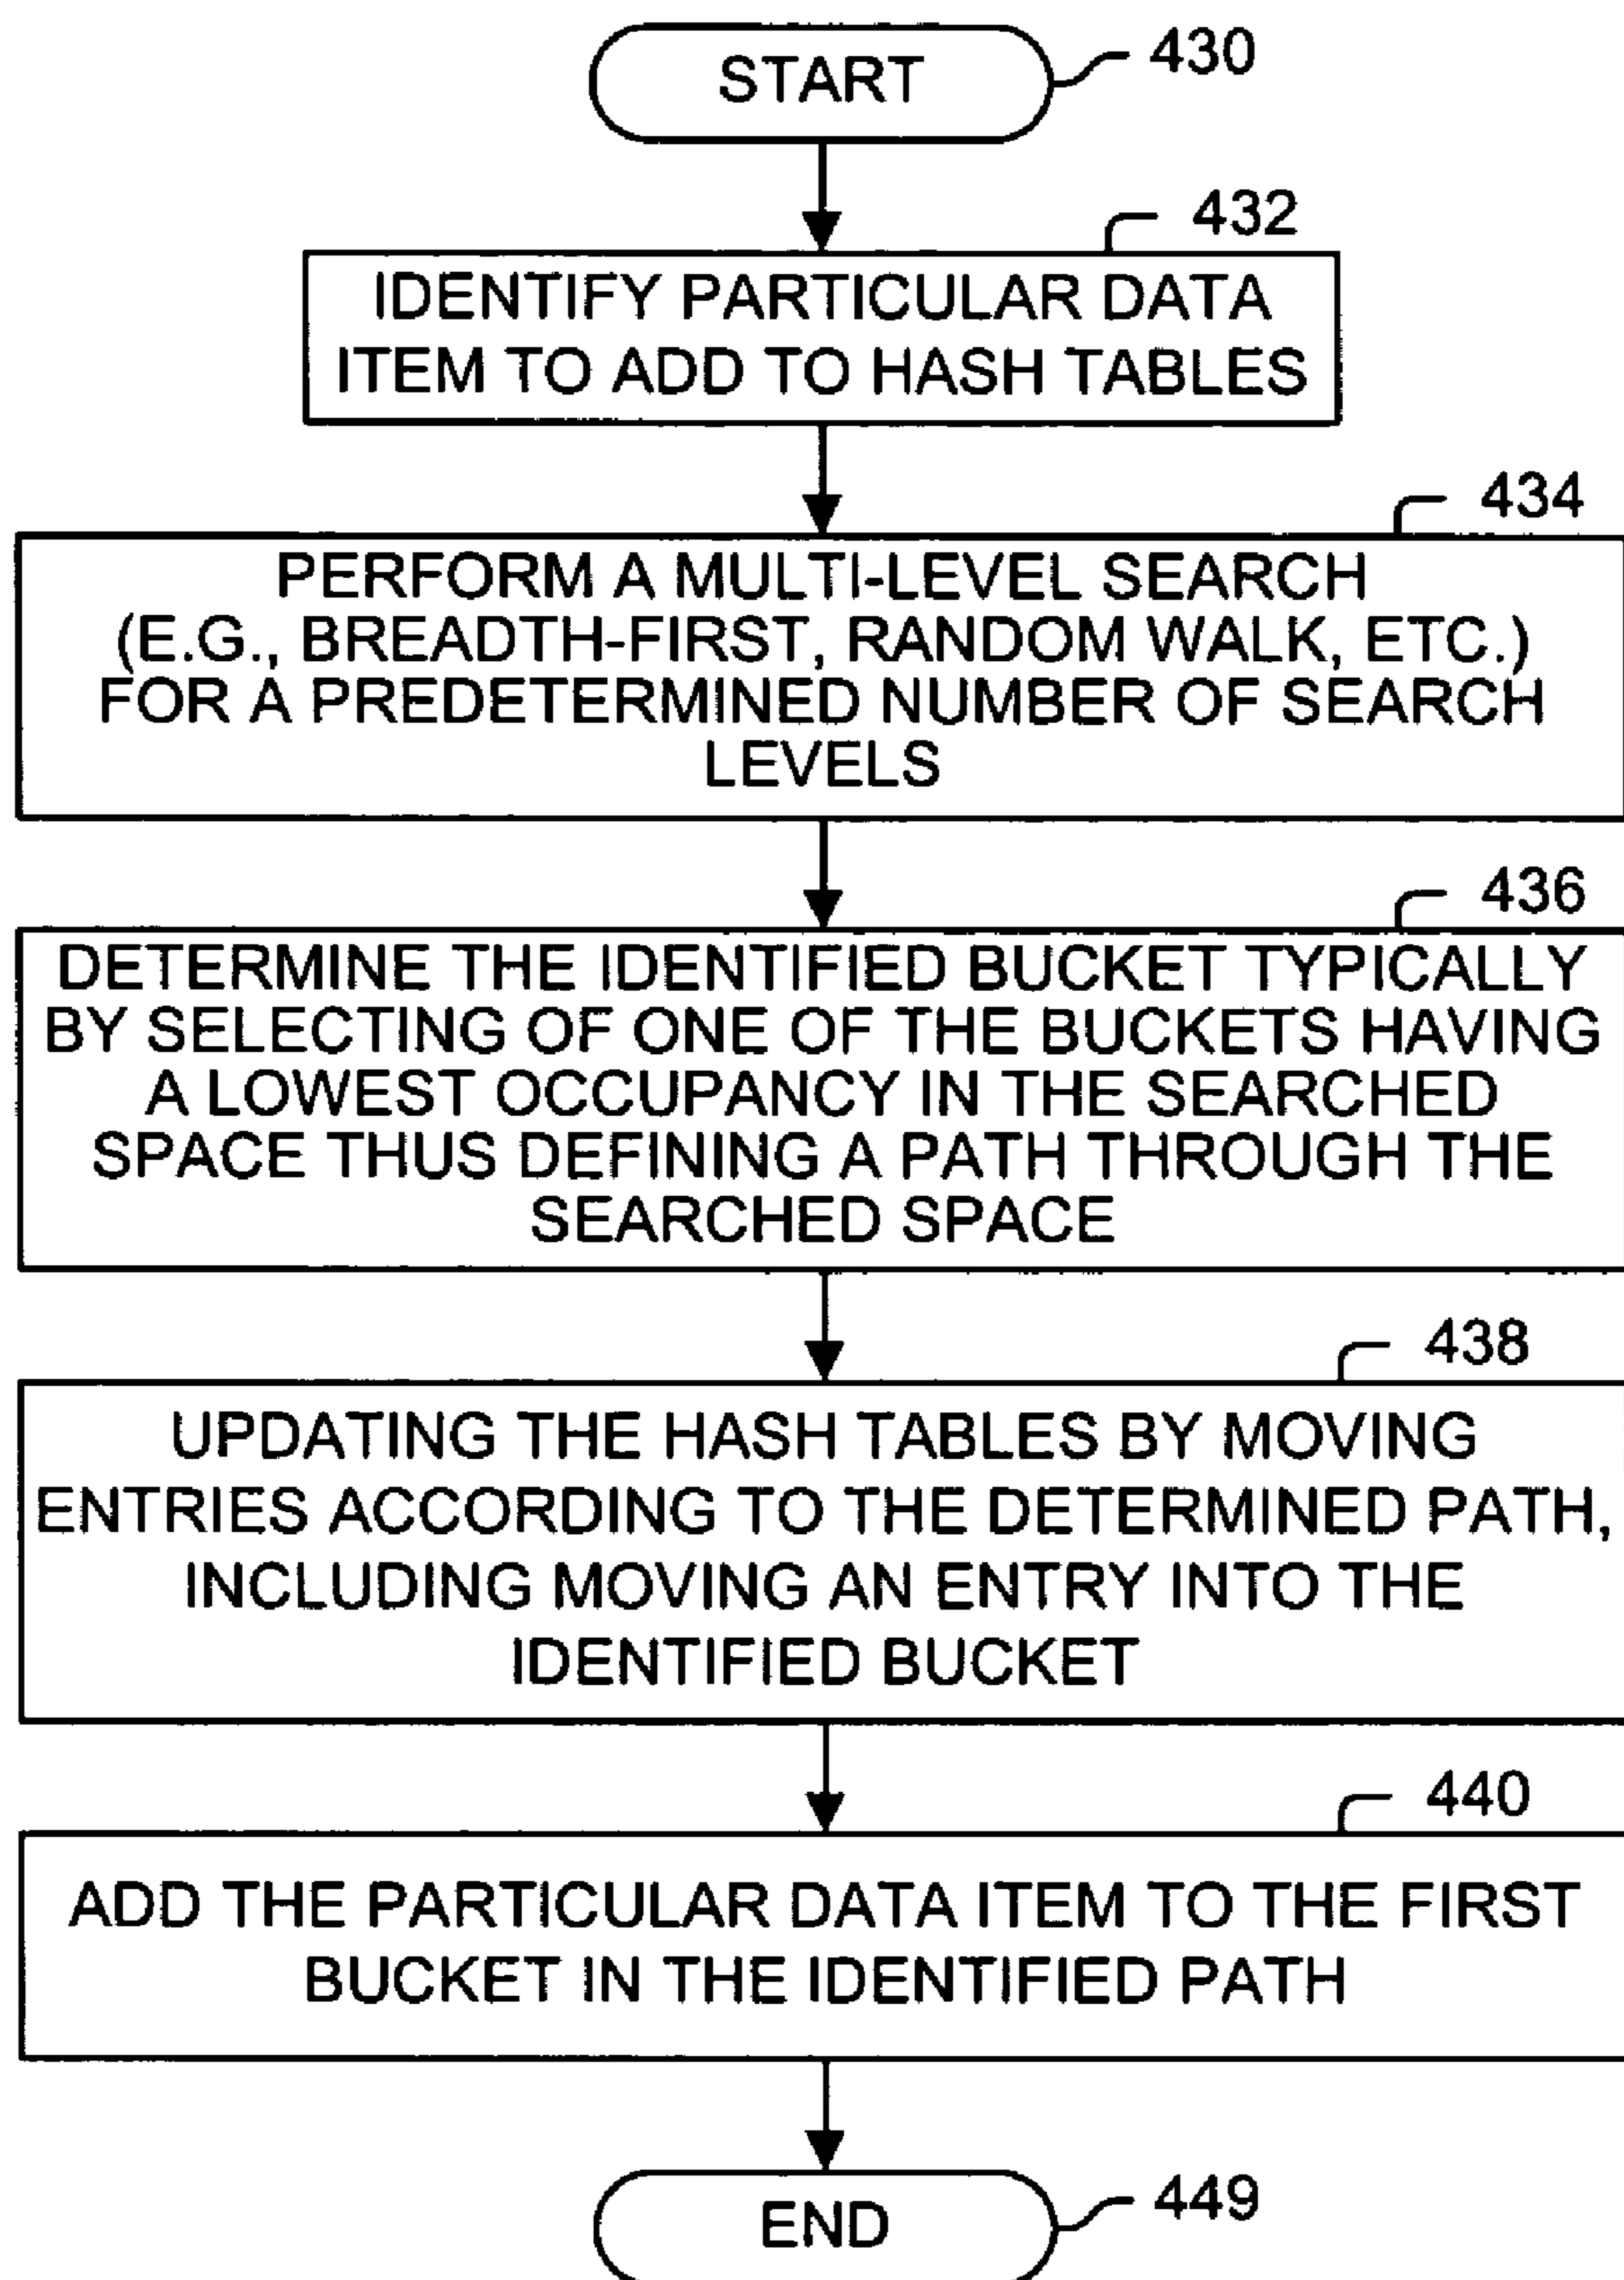 START
430
432
IDENTIFY PARTICULAR DATA
ITEM TO ADD TO HASH TABLES
434
PERFORM A MULTI-LEVEL SEARCH
(E.G., BREADTH-FIRST, RANDOM WALK, ETC.)
FOR A PREDETERMINED NUMBER OF SEARCH
LEVELS
436
DETERMINE THE IDENTIFIED BUCKET TYPICALLY
BY SELECTING OF ONE OF THE BUCKETS HAVING
A LOWEST OCCUPANCY IN THE SEARCHED
SPACE THUS DEFINING A PATH THROUGH THE
SEARCHED SPACE
438
UPDATING THE HASH TABLES BY MOVING
ENTRIES ACCORDING TO THE DETERMINED PATH,
INCLUDING MOVING AN ENTRY INTO THE
IDENTIFIED BUCKET
440
ADD THE PARTICULAR DATA ITEM TO THE FIRST
BUCKET IN THE IDENTIFIED PATH
END
449